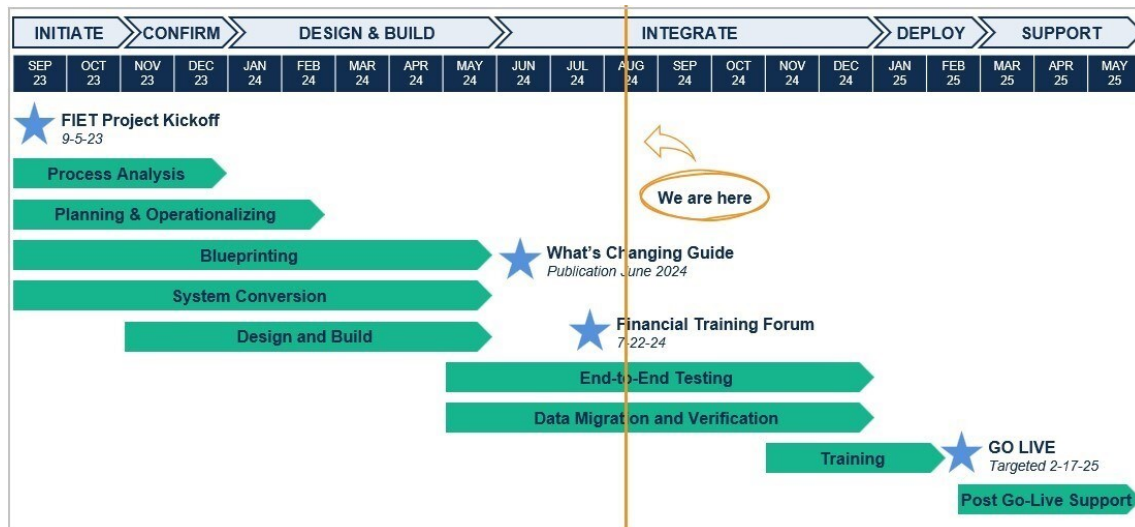 INITIATE CONFIRM DESIGN & BUILD INTEGRATE DEPLOY SUPPORT
SEP OCT NOV DEC JAN FEB MAR APR MAY JUN JUL AUG SEP OCT NOV DEC JAN FEB MAR APR MAY
23 23 23 23 24 24 24 24 24 24 24 24 24 24 24 24 25 25 25 25 25
FIET Project Kickoff
9-5-23
Process Analysis
We are here
Planning & Operationalizing
Blueprinting
What's Changing Guide
Publication June 2024
System Conversion
Financial Training Forum
7-22-24
Design and Build
End-to-End Testing
Data Migration and Verification
Training
GO LIVE
Targeted 2-17-25
Post Go-Live Support